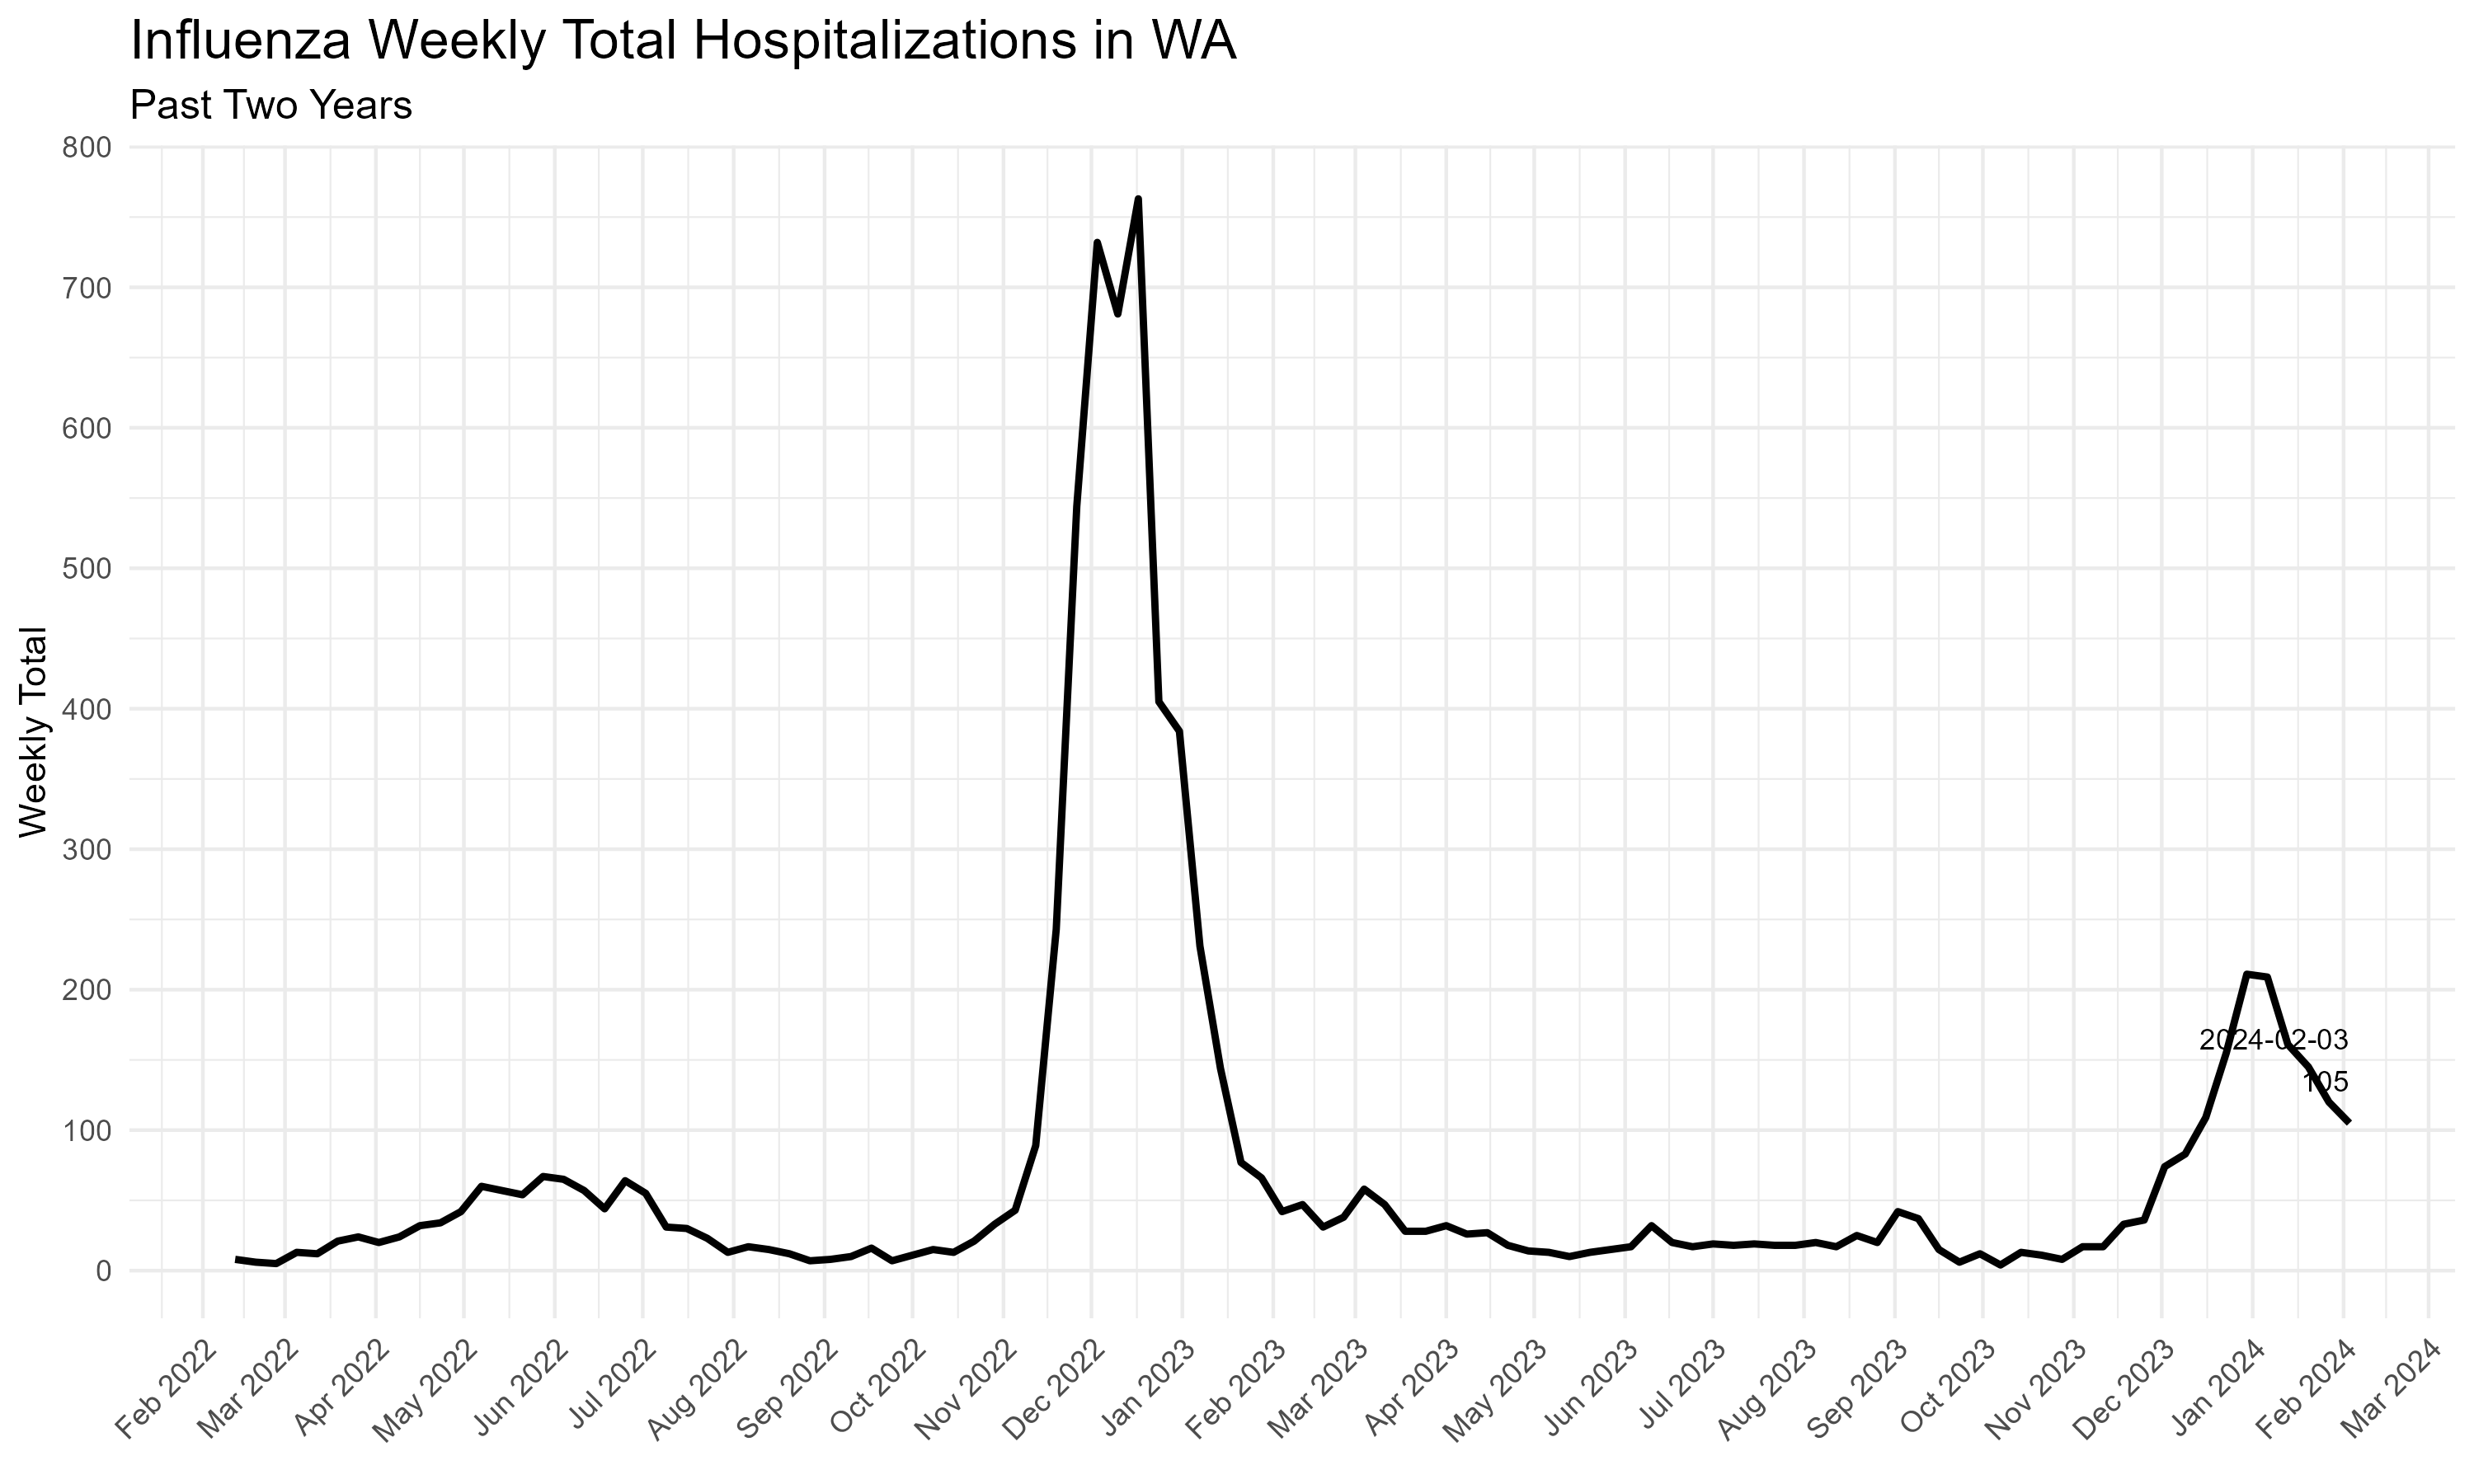 Influenza Weekly Total Hospitalizations in WA
Past Two Years
800
700
600
500
400
300
200
100
0
Weekly Total
2024-02-03
105
Feb 2022
Mar 2022
Apr 2022
May 2022
Jun 2022
Jul 2022
Aug 2022
Sep 2022
Oct 2022
Nov 2022
Dec 2022
Jan 2023
Feb 2023
Mar 2023
Apr 2023
May 2023
Jun 2023
Jul 2023
Aug 2023
Sep 2023
Oct 2023
Nov 2023
Dec 2023
Jan 2024
Feb 2024
Mar 2024